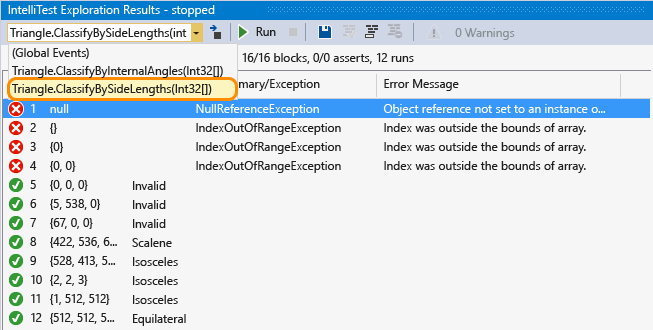 IntelliTest Exploration Results - stopped
Triangle.ClassifyBySideLengths(int Run 0 Warnings
(Global Events)
Triangle.ClassifyByInternalAngles(Int32[]) 16/16 blocks, 0/0 asserts, 12 runs
Triangle.ClassifyBySideLengths(Int32[]) mary/Exception Error Message
1 null NullReferenceException Object reference not set to an instance o...
2 {} IndexOutOfRangeException Index was outside the bounds of array.
3 {0} IndexOutOfRangeException Index was outside the bounds of array.
4 {0, 0} IndexOutOfRangeException Index was outside the bounds of array.
5 {0, 0, 0} Invalid
6 {5, 538, 0} Invalid
7 {67, 0, 0} Invalid
8 {422, 536, 6... Scalene
9 {528, 413, 5... Isosceles
10 {2, 2, 3} Isosceles
11 {1, 512, 512} Isosceles
12 {512, 512, 5... Equilateral